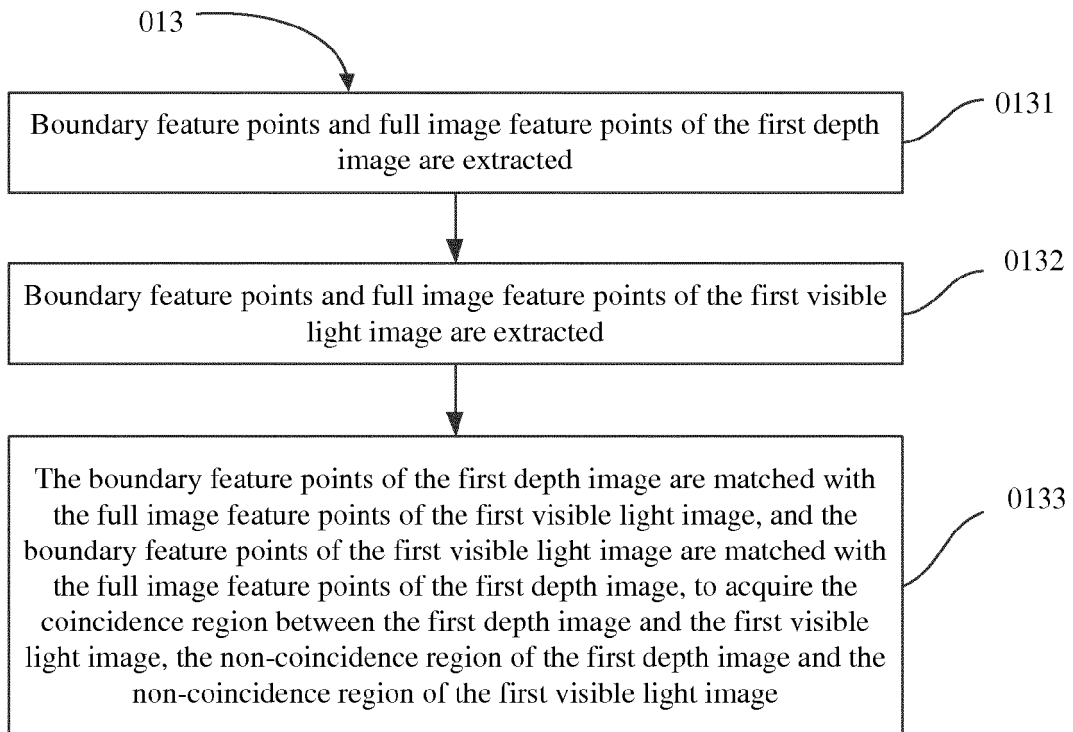 013
0131
Boundary feature points and full image feature points of the first depth
image are extracted
0132
Boundary feature points and full image feature points of the first visible
light image are extracted
0133
The boundary feature points of the first depth image are matched with
the full image feature points of the first visible light image, and the
boundary feature points of the first visible light image are matched with
the full image feature points of the first depth image, to acquire the
coincidence region between the first depth image and the first visible
light image, the non-coincidence region of the first depth image and the
non-coincidence region of the first visible light image